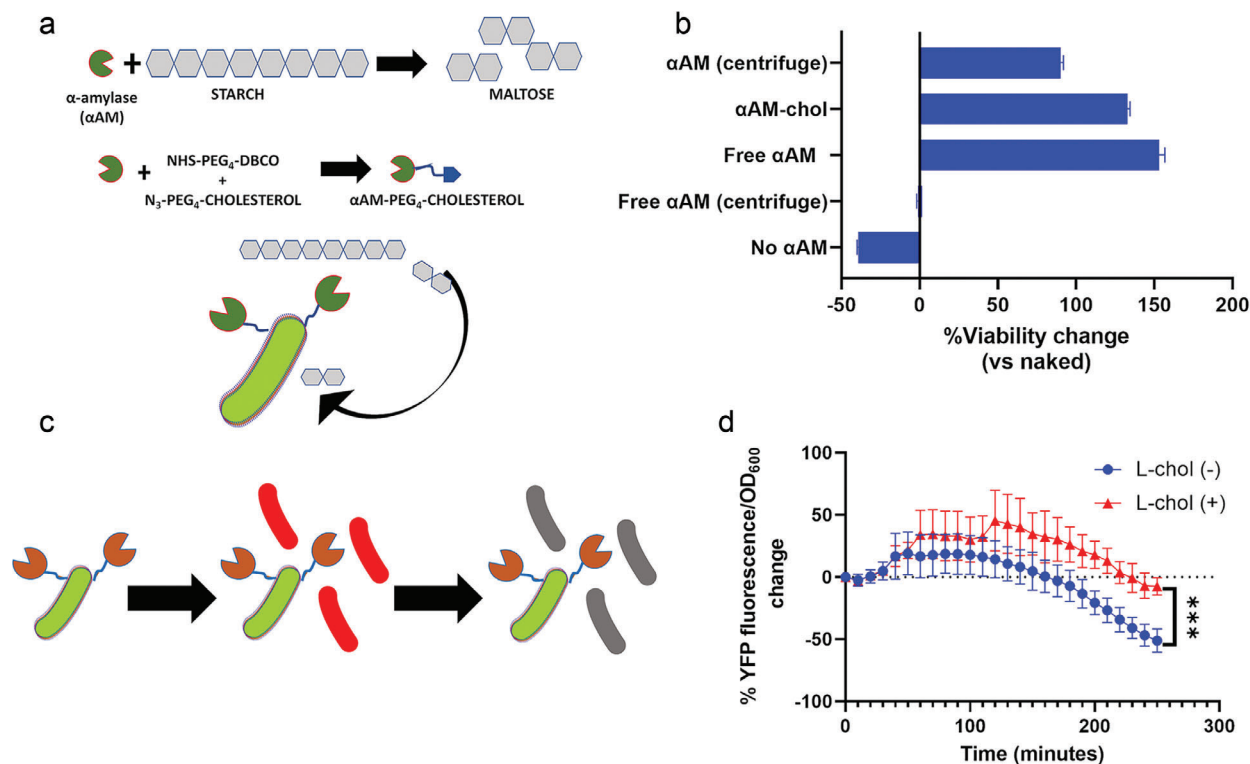 a
α-amylase
(αAM)
+
STARCH
MALTOSE
+
NHS-PEG₄-DBCO
+
N₃-PEG₄-CHOLESTEROL
αAM-PEG₄-CHOLESTEROL
b
αAM (centrifuge)
αAM-chol
Free αAM
Free αAM (centrifuge)
No αAM
-50 0 50 100 150 200
%Viability change
(vs naked)
c
d
% YFP fluorescence/OD₆₀₀
change
100
50
0
-50
-100
L-chol (-)
L-chol (+)
***
0 100 200 300
Time (minutes)